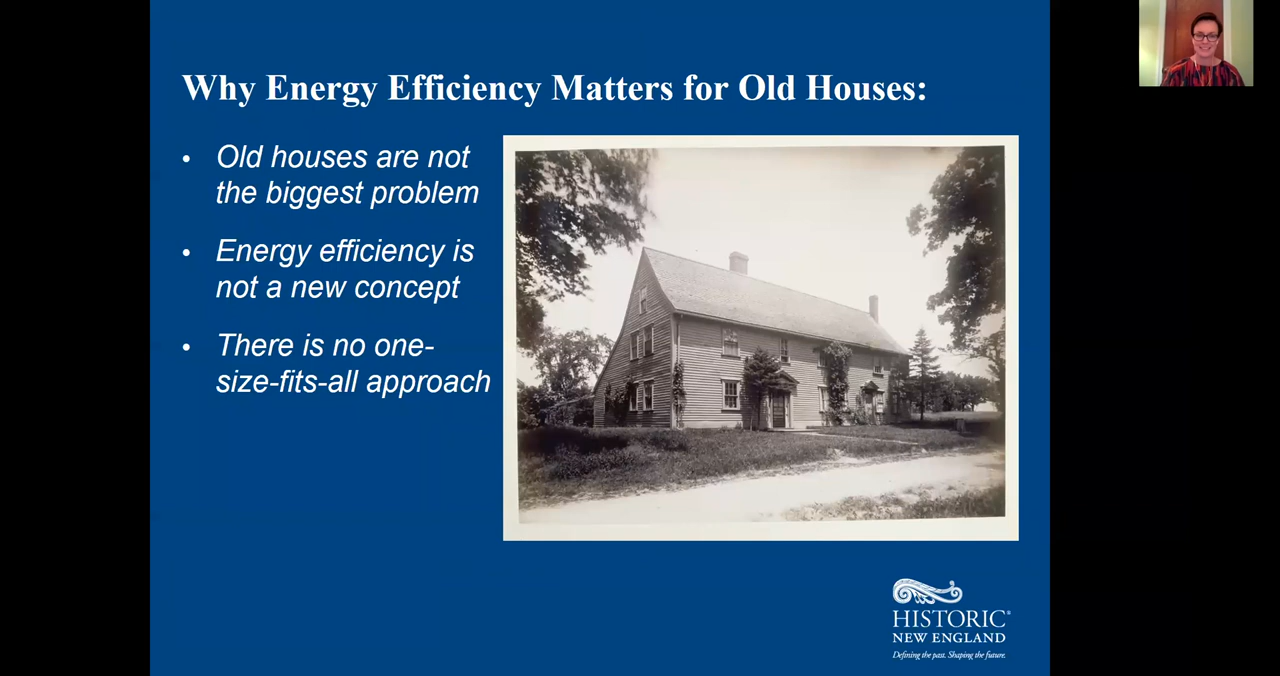 Why Energy Efficiency Matters for Old Houses:
• Old houses are not
the biggest problem
• Energy efficiency is
not a new concept
• There is no one-
size-fits-all approach
HISTORIC®
NEW ENGLAND
Defining the past. Shaping the future.